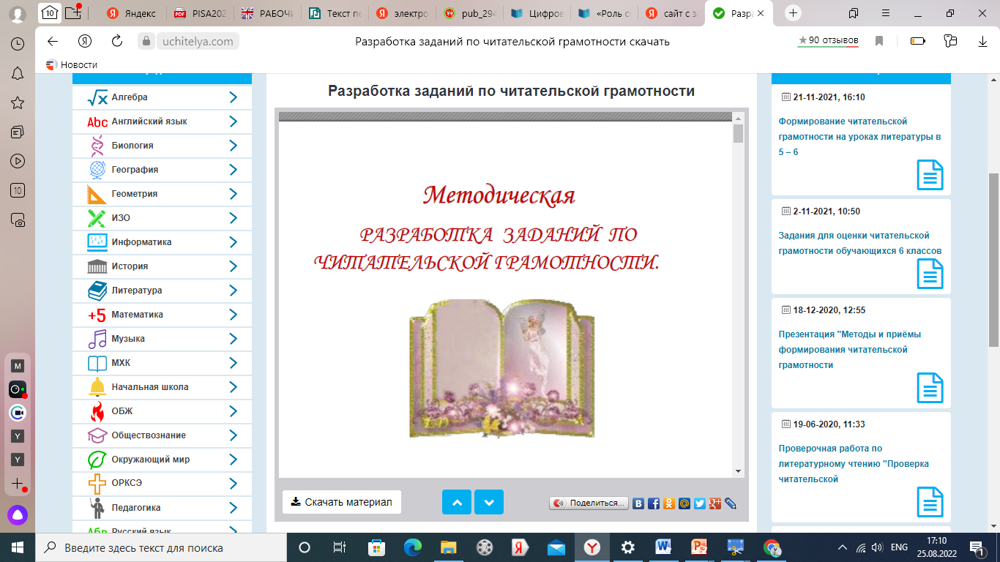 10
Яндекс
PISA202
РАБОЧИ
Текст пе
электро
pub_294
Цифров
«Роль с
сайт с з
Разра
uchitelya.com
Разработка заданий по читательской грамотности скачать
90 отзывов
Новости
Алгебра
Abc Английский язык
Биология
География
Геометрия
ИЗО
Информатика
История
Литература
+5 Математика
Музыка
МХК
Начальная школа
ОБЖ
Обществознание
Окружающий мир
ОРКСЭ
Педагогика
Русский язык
Разработка заданий по читательской грамотности
Методическая
РАЗРАБОТКА ЗАДАНИЙ ПО
ЧИТАТЕЛЬСКОЙ ГРАМОТНОСТИ.
Скачать материал
Поделиться...
21-11-2021, 16:10
Формирование читательской
грамотности на уроках литературы в
5 – 6
2-11-2021, 10:50
Задания для оценки читательской
грамотности обучающихся 6 классов
18-12-2020, 12:55
Презентация "Методы и приёмы
формирования читательской
грамотности
19-06-2020, 11:33
Проверочная работа по
литературному чтению "Проверка
читательской
10
M
Y
Y
Введите здесь текст для поиска
ENG
17:10
25.08.2022
1